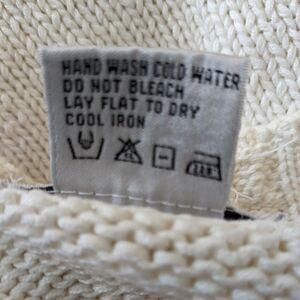 HAND WASH COLD WATER
DO NOT BLEACH
LAY FLAT TO DRY
COOL IRON